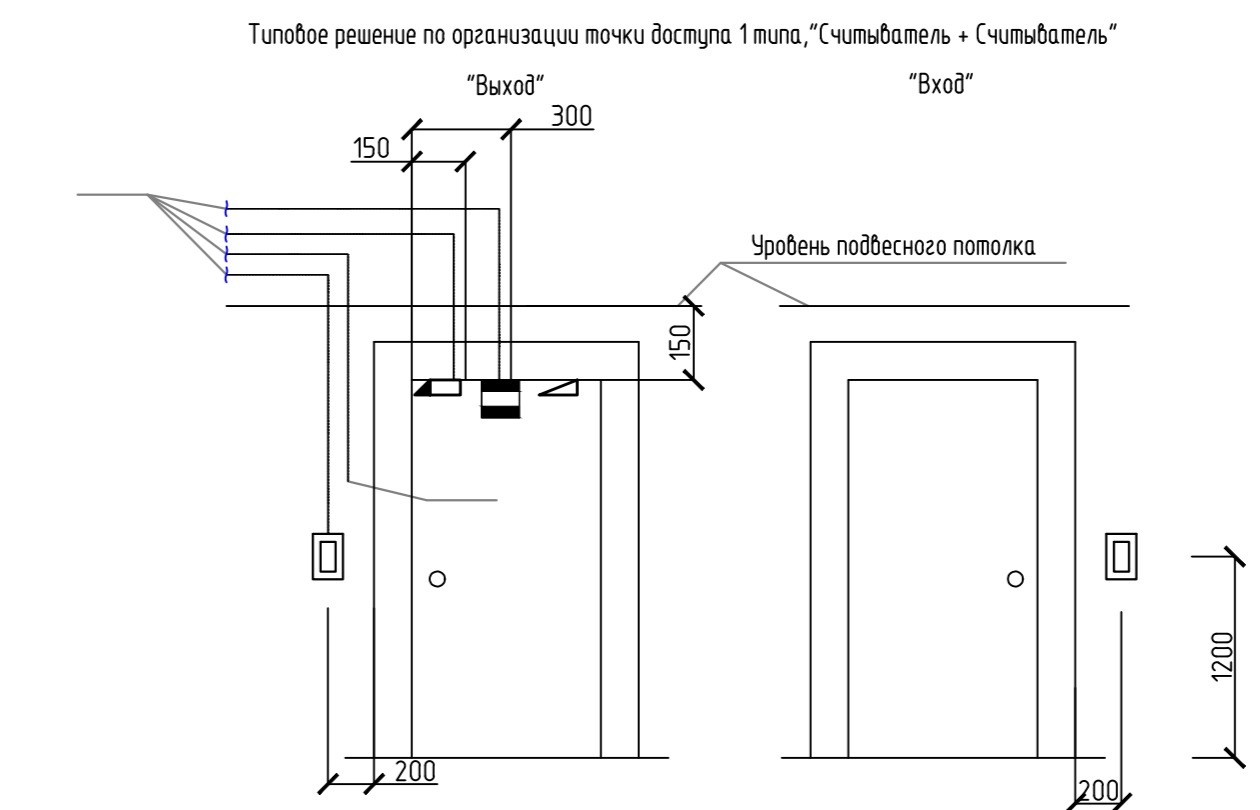 Типовое решение по организации точки доступа 1 типа,"Считыватель + Считыватель"
"Выход"
"Вход"
300
150
Уровень подвесного потолка
150
1200
200
200